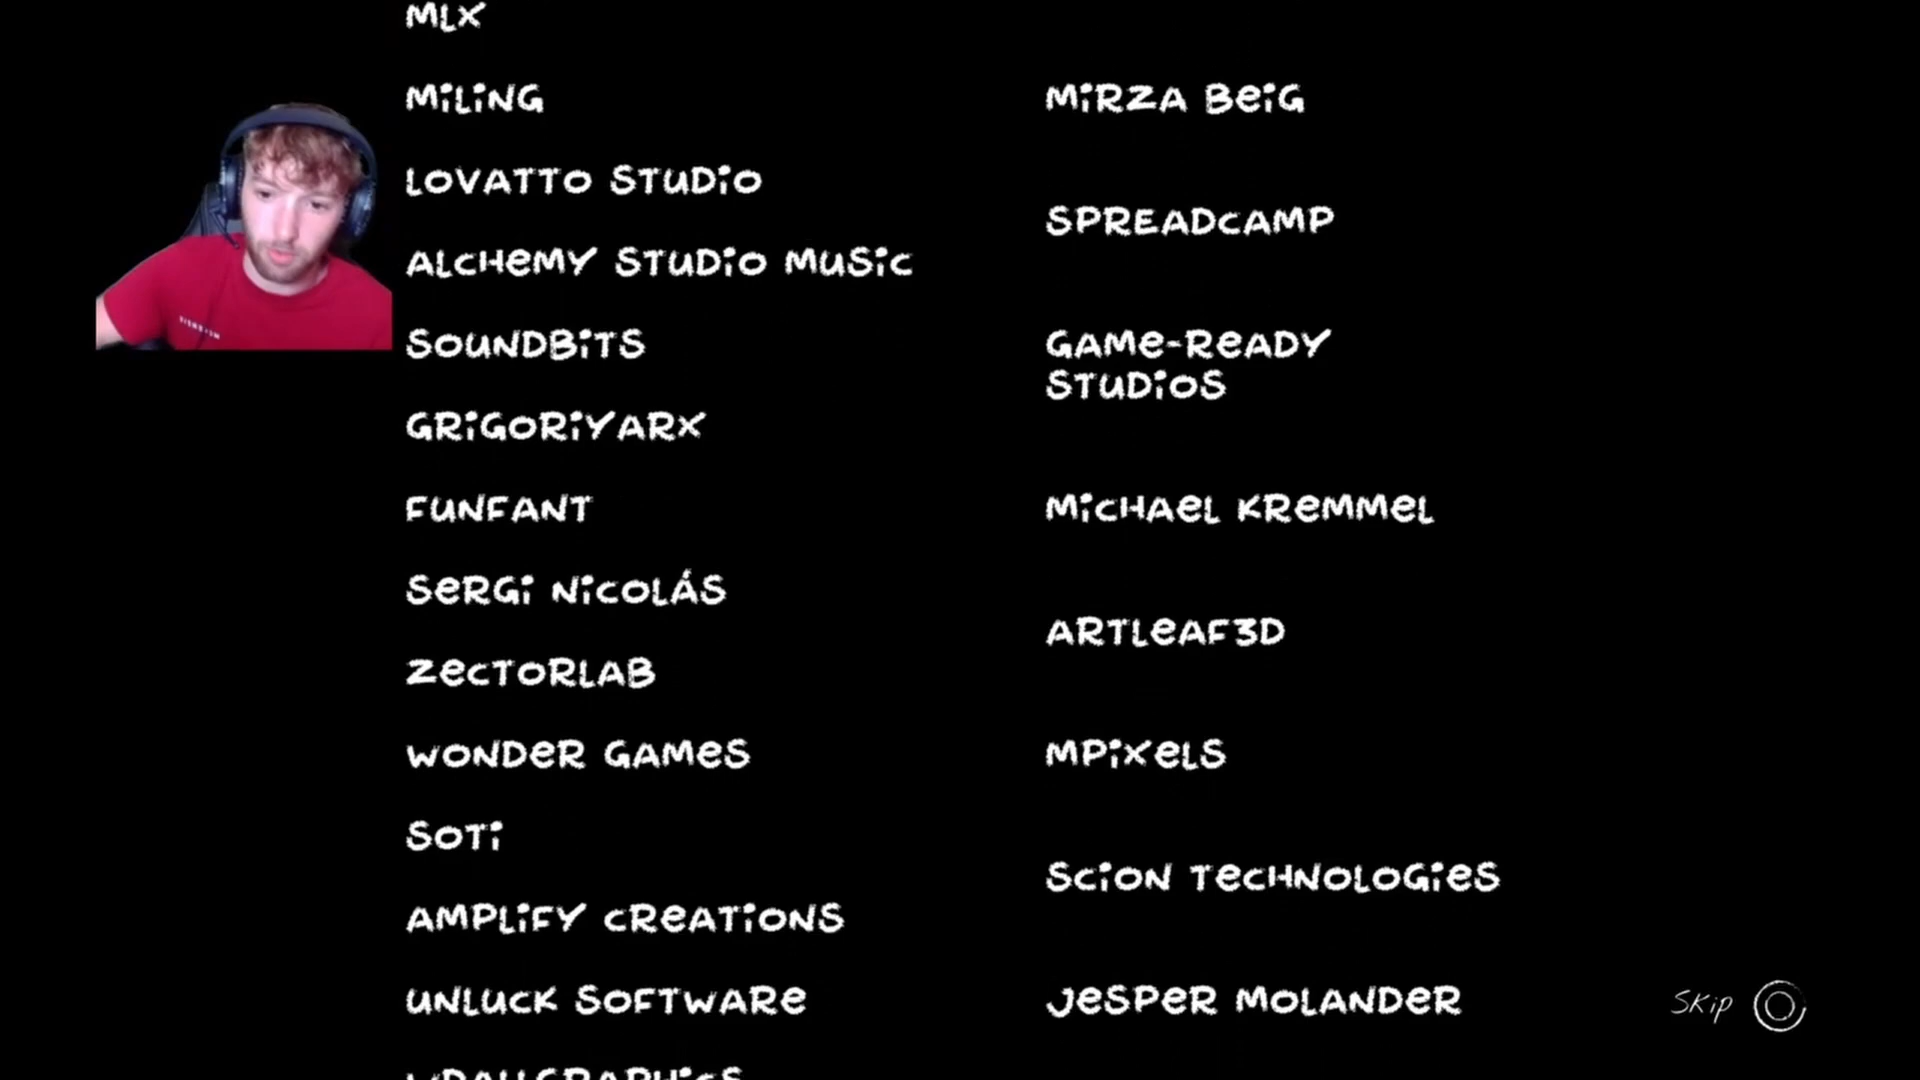 MLX
MiLiNG
LOVATTO STUDiO
ALCHeMY STUDiO MUSiC
SOUNDBiTS
GRiGORiYARX
FUNFANT
SeRGi NiCOLÁS
ZeCTORLAB
WONDeR GAMeS
SOTi
AMPLiFY CReATiONS
UNLUCK SOFTWARe
MiRZA BeiG
SPREADCAMP
GAMe-ReADY
STUDiOS
MiCHAeL KReMMeL
ARTLeAF3D
MPiXeLS
SCiON TeCHNOLOGieS
JeSPeR MOLANDeR
Skip